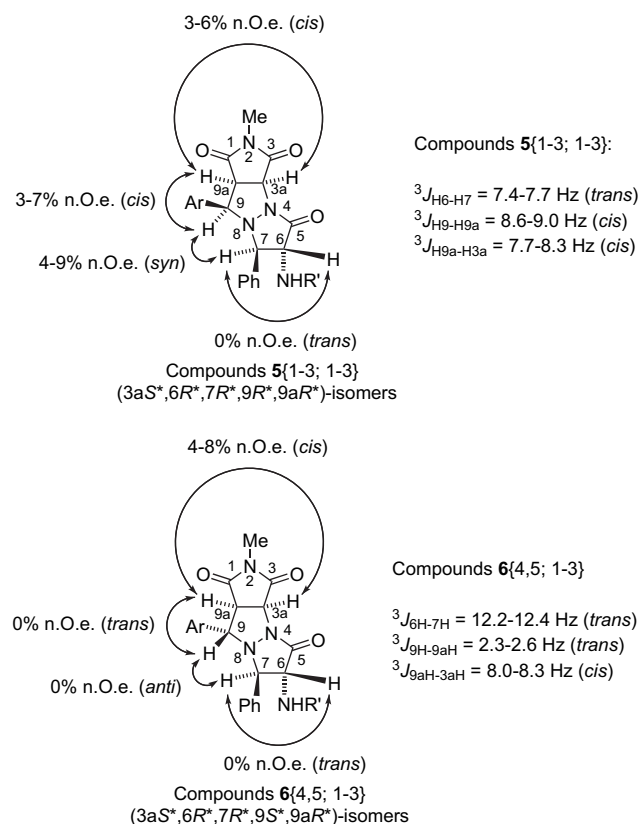 3-6% n.O.e. (cis)
Me
1 N 3
O 2 O
H H
9a 3a
3-7% n.O.e. (cis)
Ar 9 N 4 O
8 N 5
H 7 6
4-9% n.O.e. (syn)
H H
Ph NHR'
0% n.O.e. (trans)
Compounds 5{1-3; 1-3}
(3aS*,6R*,7R*,9R*,9aR*)-isomers
Compounds 5{1-3; 1-3}:
³J_H6-H7 = 7.4-7.7 Hz (trans)
³J_H9-H9a = 8.6-9.0 Hz (cis)
³J_H9a-H3a = 7.7-8.3 Hz (cis)
4-8% n.O.e. (cis)
Me
1 N 3
O 2 O
H H
9a 3a
0% n.O.e. (trans)
Ar 9 N 4 O
8 N 5
H 7 6
0% n.O.e. (anti)
H H
Ph NHR'
0% n.O.e. (trans)
Compounds 6{4,5; 1-3}
(3aS*,6R*,7R*,9S*,9aR*)-isomers
Compounds 6{4,5; 1-3}
³J_6H-7H = 12.2-12.4 Hz (trans)
³J_9H-9aH = 2.3-2.6 Hz (trans)
³J_9aH-3aH = 8.0-8.3 Hz (cis)